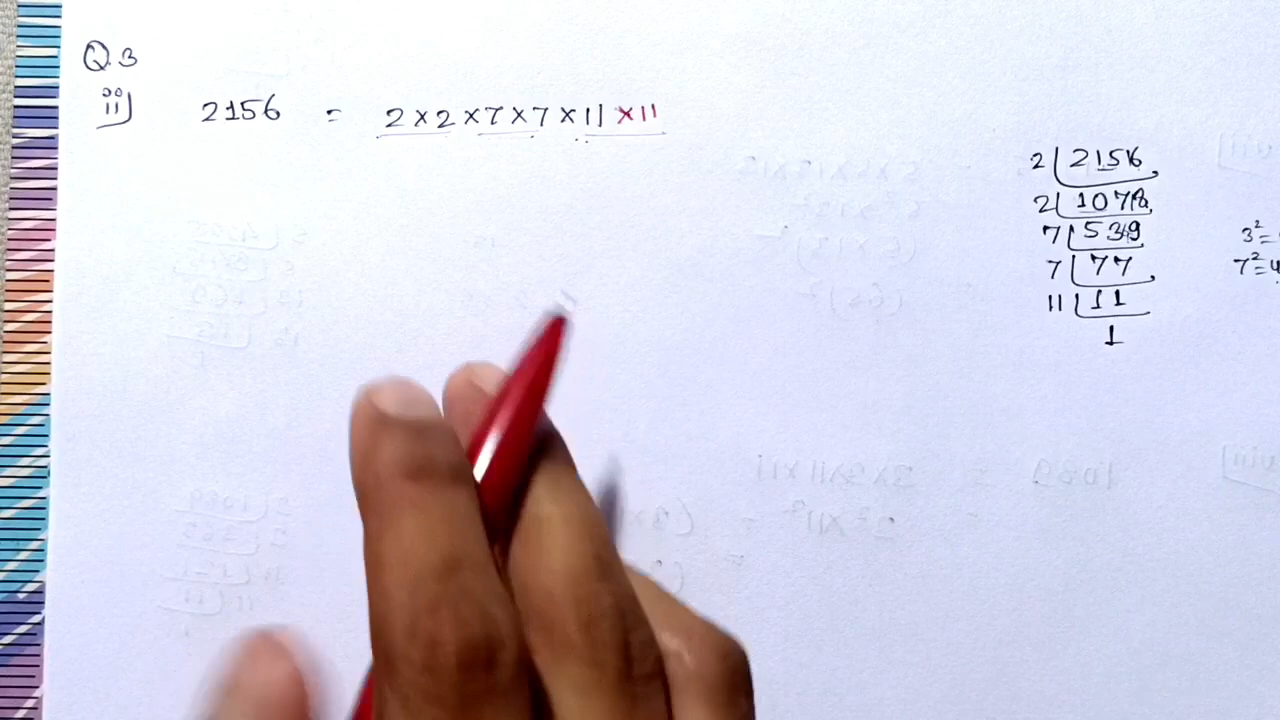 Q.3
ii) 2156 = 2×2×7×7×11×11
2 | 2156
2 | 1078
7 | 539
7 | 77
11 | 11
1
3²=
7²=4